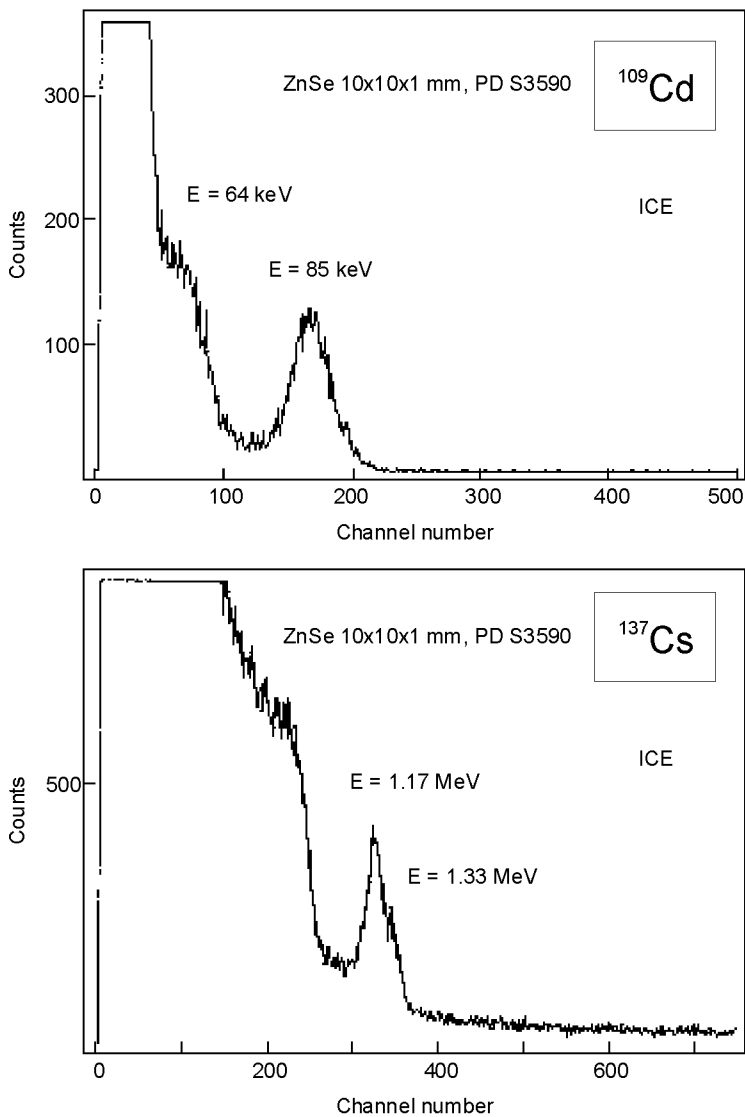 300
200
100
Counts
ZnSe 10x10x1 mm, PD S3590
¹⁰⁹Cd
E = 64 keV
ICE
E = 85 keV
0 100 200 300 400 500
Channel number
500
Counts
ZnSe 10x10x1 mm, PD S3590
¹³⁷Cs
ICE
E = 1.17 MeV
E = 1.33 MeV
0 200 400 600
Channel number